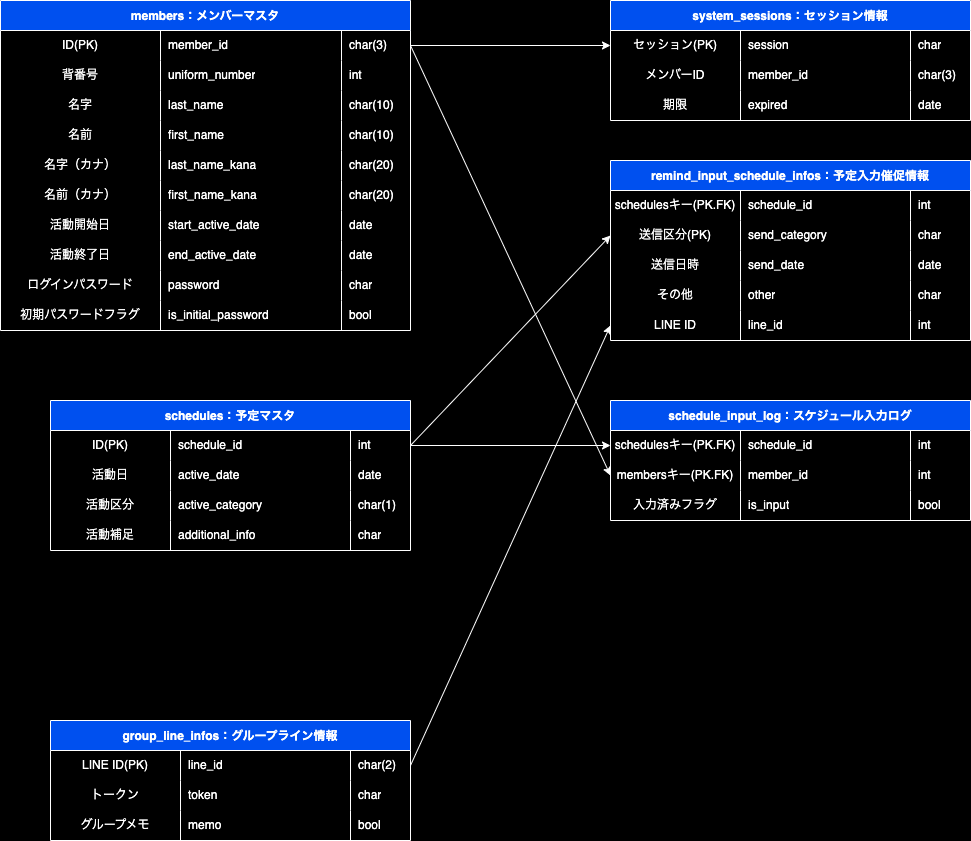 members：メンバーマスタ
ID(PK) member_id char(3)
背番号 uniform_number int
名字 last_name char(10)
名前 first_name char(10)
名字（カナ） last_name_kana char(20)
名前（カナ） first_name_kana char(20)
活動開始日 start_active_date date
活動終了日 end_active_date date
ログインパスワード password char
初期パスワードフラグ is_initial_password bool
system_sessions：セッション情報
セッション(PK) session char
メンバーID member_id char(3)
期限 expired date
remind_input_schedule_infos：予定入力催促情報
schedulesキー(PK.FK) schedule_id int
送信区分(PK) send_category char
送信日時 send_date date
その他 other char
LINE ID line_id int
schedules：予定マスタ
ID(PK) schedule_id int
活動日 active_date date
活動区分 active_category char(1)
活動補足 additional_info char
schedule_input_log：スケジュール入力ログ
schedulesキー(PK.FK) schedule_id int
membersキー(PK.FK) member_id int
入力済みフラグ is_input bool
group_line_infos：グループライン情報
LINE ID(PK) line_id char(2)
トークン token char
グループメモ memo bool